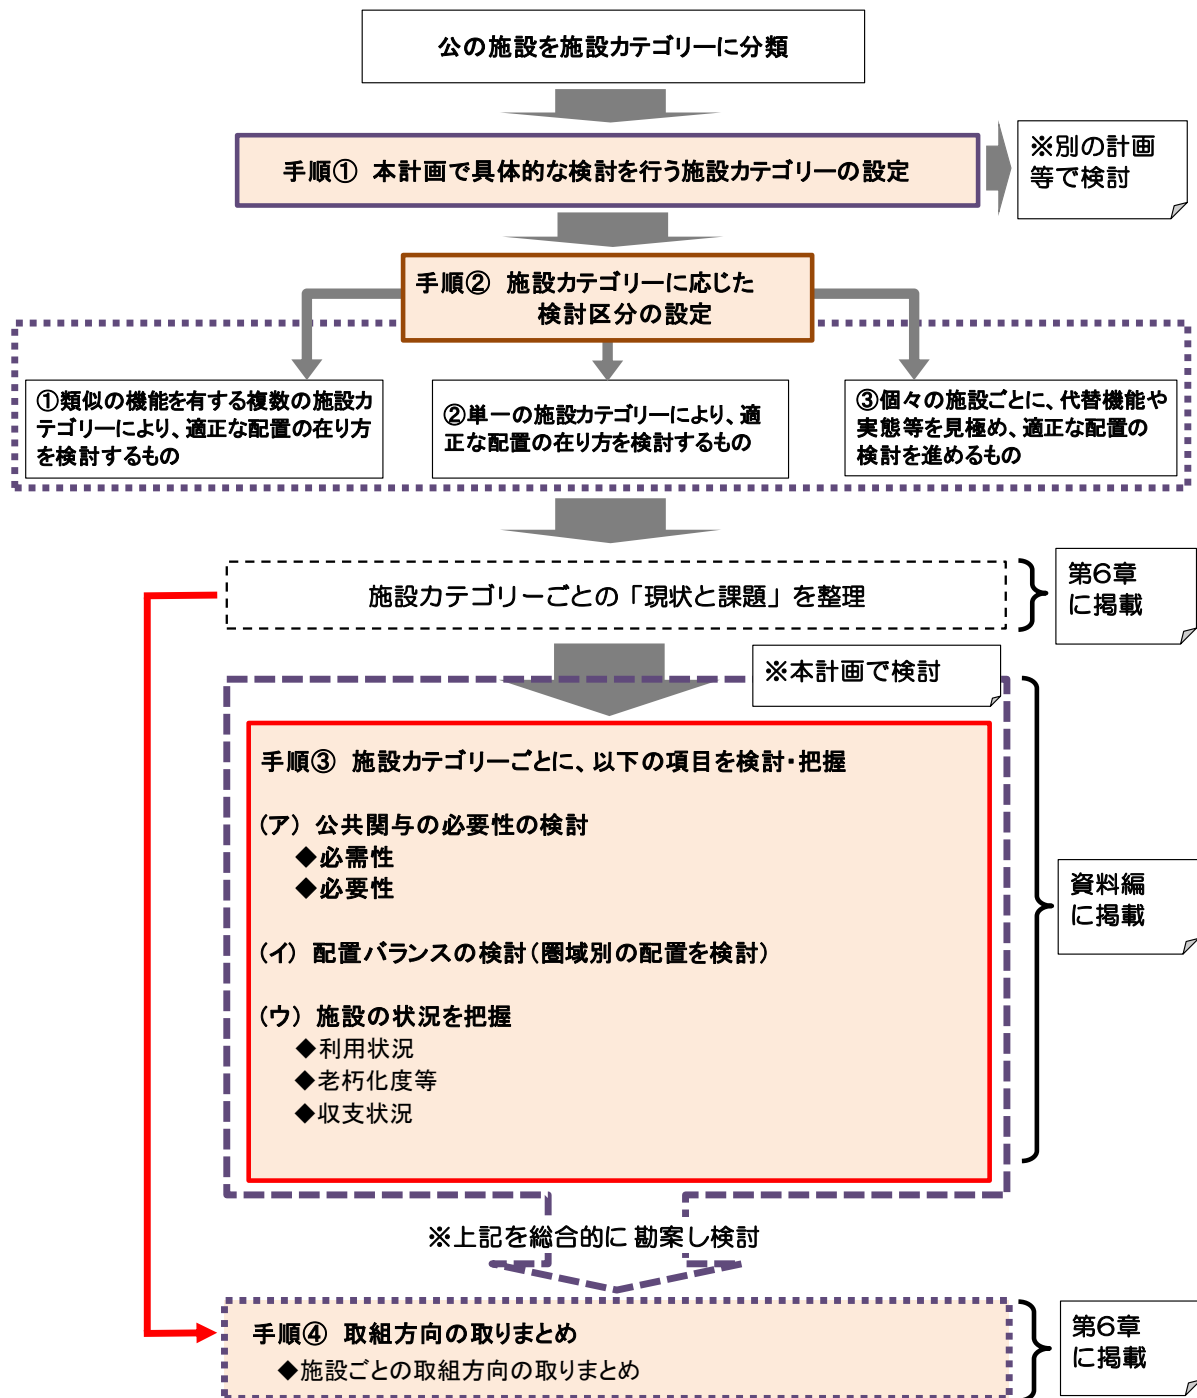 公の施設を施設カテゴリーに分類
手順① 本計画で具体的な検討を行う施設カテゴリーの設定
※別の計画
等で検討
手順② 施設カテゴリーに応じた
検討区分の設定
①類似の機能を有する複数の施設カ
テゴリーにより、適正な配置の在り方
を検討するもの
②単一の施設カテゴリーにより、適
正な配置の在り方を検討するもの
③個々の施設ごとに、代替機能や
実態等を見極め、適正な配置の
検討を進めるもの
施設カテゴリーごとの「現状と課題」を整理
第6章
に掲載
※本計画で検討
手順③ 施設カテゴリーごとに、以下の項目を検討・把握
(ア) 公共関与の必要性の検討
◆必需性
◆必要性
(イ) 配置バランスの検討(圏域別の配置を検討)
(ウ) 施設の状況を把握
◆利用状況
◆老朽化度等
◆収支状況
資料編
に掲載
※上記を総合的に 勘案し検討
手順④ 取組方向の取りまとめ
◆施設ごとの取組方向の取りまとめ
第6章
に掲載